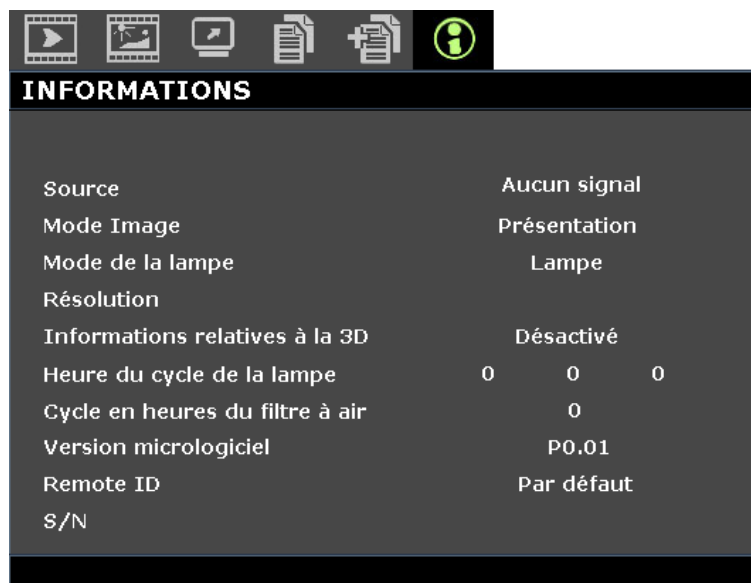 INFORMATIONS
Source Aucun signal
Mode Image Présentation
Mode de la lampe Lampe
Résolution
Informations relatives à la 3D Désactivé
Heure du cycle de la lampe 0 0 0
Cycle en heures du filtre à air 0
Version micrologiciel P0.01
Remote ID Par défaut
S/N